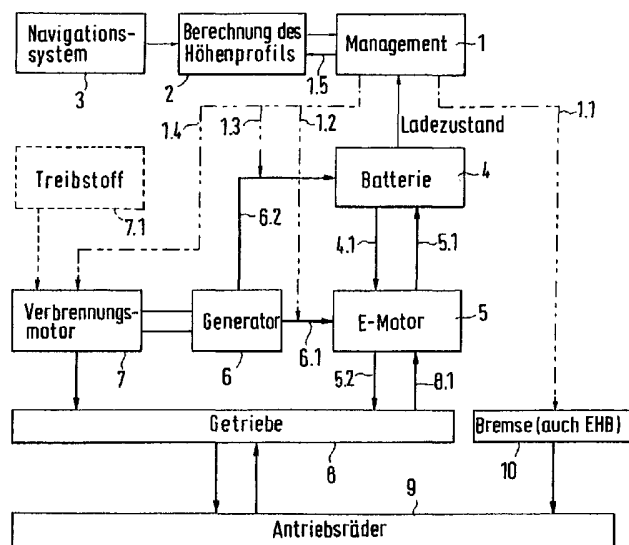 Navigations-
system
3
Berechnung des
Höhenprofils
2
1.5
Management
1
1.4
1.3
1.2
Ladezustand
1.1
Treibstoff
7.1
6.2
Batterie
4
4.1
5.1
Verbrennungs-
motor
7
Generator
6
6.1
E-Motor
5
5.2
8.1
Getriebe
8
Bremse (auch EHB)
10
9
Antriebsräder